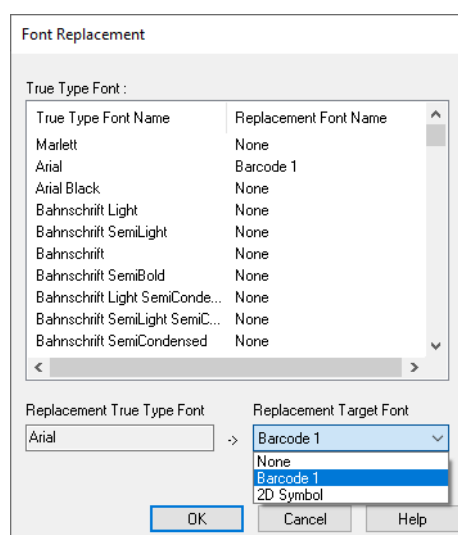 Font Replacement
True Type Font :
True Type Font Name Replacement Font Name
Marlett None
Arial Barcode 1
Arial Black None
Bahnschrift Light None
Bahnschrift SemiLight None
Bahnschrift None
Bahnschrift SemiBold None
Bahnschrift Light SemiConde... None
Bahnschrift SemiLight SemiC... None
Bahnschrift SemiCondensed None
Replacement True Type Font Replacement Target Font
Arial -> Barcode 1
None
Barcode 1
2D Symbol
OK Cancel Help